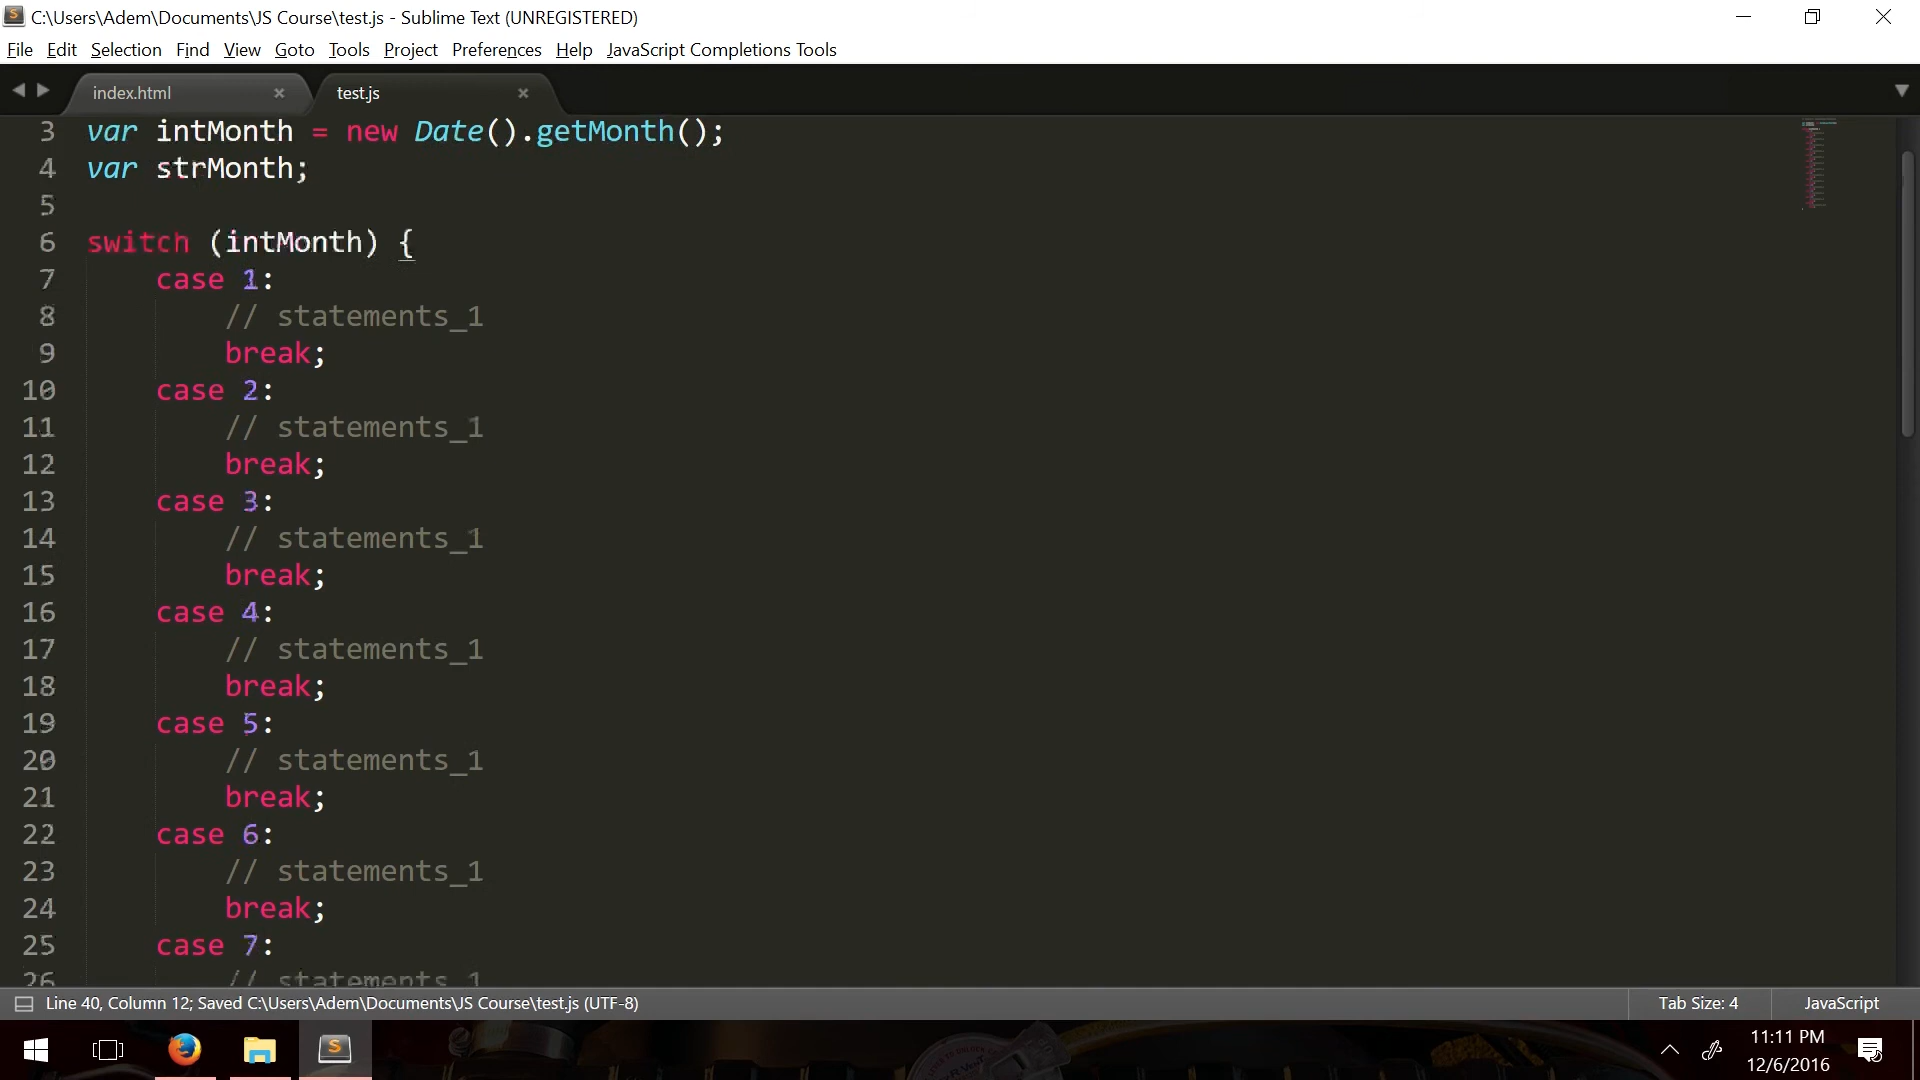 C:\Users\Adem\Documents\JS Course\test.js - Sublime Text (UNREGISTERED)
File Edit Selection Find View Goto Tools Project Preferences Help JavaScript Completions Tools
index.html × test.js ×
3 var intMonth = new Date().getMonth();
4 var strMonth;
5
6 switch (intMonth) {
7 case 1:
8 // statements_1
9 break;
10 case 2:
11 // statements_1
12 break;
13 case 3:
14 // statements_1
15 break;
16 case 4:
17 // statements_1
18 break;
19 case 5:
20 // statements_1
21 break;
22 case 6:
23 // statements_1
24 break;
25 case 7:
26 // statements_1
Line 40, Column 12; Saved C:\Users\Adem\Documents\JS Course\test.js (UTF-8) Tab Size: 4 JavaScript
11:11 PM
12/6/2016